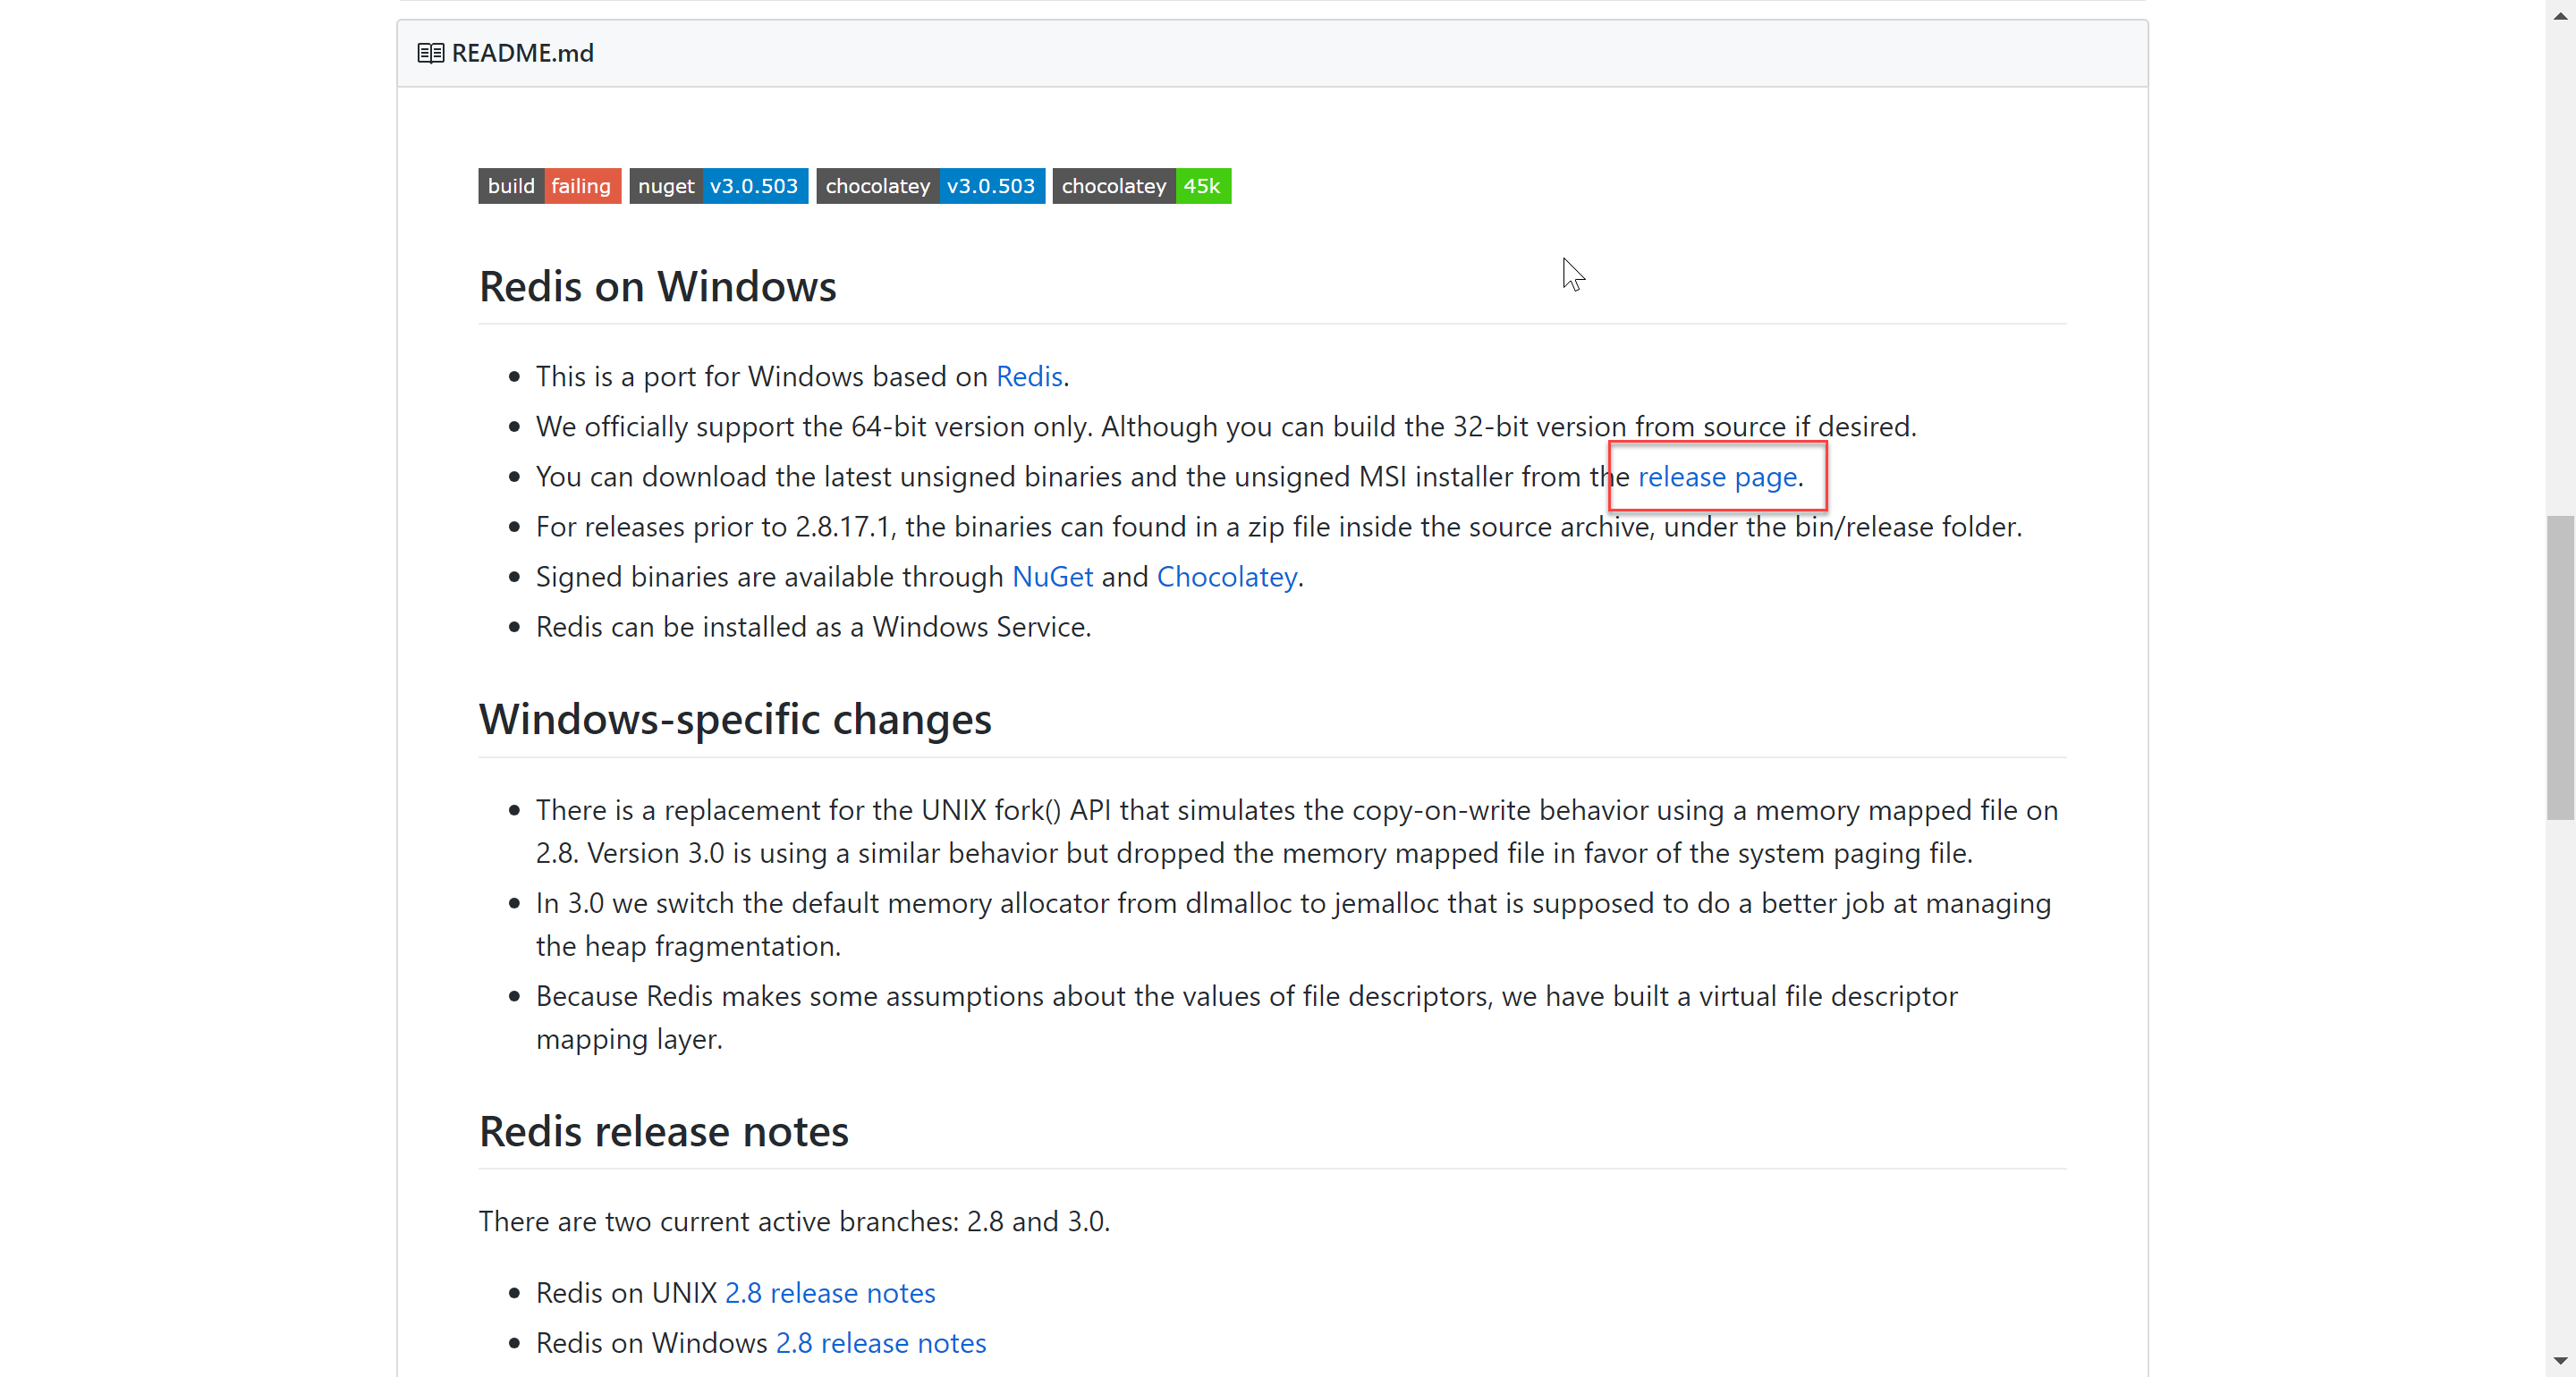 README.md
build failing nuget v3.0.503 chocolatey v3.0.503 chocolatey 45k
Redis on Windows
This is a port for Windows based on Redis.
We officially support the 64-bit version only. Although you can build the 32-bit version from source if desired.
You can download the latest unsigned binaries and the unsigned MSI installer from the release page.
For releases prior to 2.8.17.1, the binaries can found in a zip file inside the source archive, under the bin/release folder.
Signed binaries are available through NuGet and Chocolatey.
Redis can be installed as a Windows Service.
Windows-specific changes
There is a replacement for the UNIX fork() API that simulates the copy-on-write behavior using a memory mapped file on
2.8. Version 3.0 is using a similar behavior but dropped the memory mapped file in favor of the system paging file.
In 3.0 we switch the default memory allocator from dlmalloc to jemalloc that is supposed to do a better job at managing
the heap fragmentation.
Because Redis makes some assumptions about the values of file descriptors, we have built a virtual file descriptor
mapping layer.
Redis release notes
There are two current active branches: 2.8 and 3.0.
Redis on UNIX 2.8 release notes
Redis on Windows 2.8 release notes